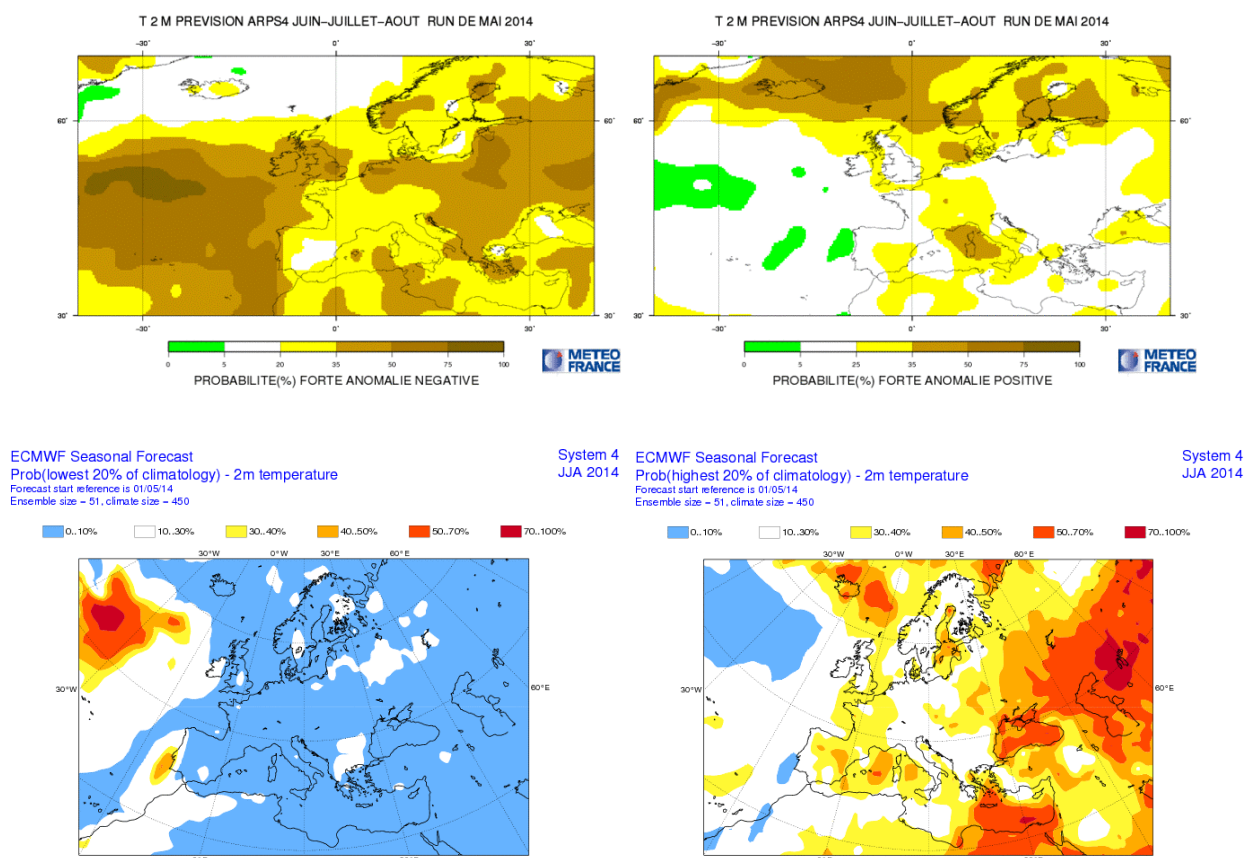 T 2 M PREVISION ARPS4 JUIN-JUILLET-AOUT RUN DE MAI 2014
-30° 0° 30°
60° 60°
30° 30°
-30° 0° 30°
0 5 20 35 50 75 100
PROBABILITE(%) FORTE ANOMALIE NEGATIVE
METEO
FRANCE
T 2 M PREVISION ARPS4 JUIN-JUILLET-AOUT RUN DE MAI 2014
-30° 0° 30°
60° 60°
30° 30°
-30° 0° 30°
0 5 25 35 50 75 100
PROBABILITE(%) FORTE ANOMALIE POSITIVE
METEO
FRANCE
ECMWF Seasonal Forecast
Prob(lowest 20% of climatology) - 2m temperature
Forecast start reference is 01/05/14
Ensemble size = 51, climate size = 450
System 4
JJA 2014
0..10% 10..30% 30..40% 40..50% 50..70% 70..100%
30°W 0°W 30°E 60°E
30°W 60°E
ECMWF Seasonal Forecast
Prob(highest 20% of climatology) - 2m temperature
Forecast start reference is 01/05/14
Ensemble size = 51, climate size = 450
System 4
JJA 2014
0..10% 10..30% 30..40% 40..50% 50..70% 70..100%
30°W 0°W 30°E 60°E
30°W 60°E